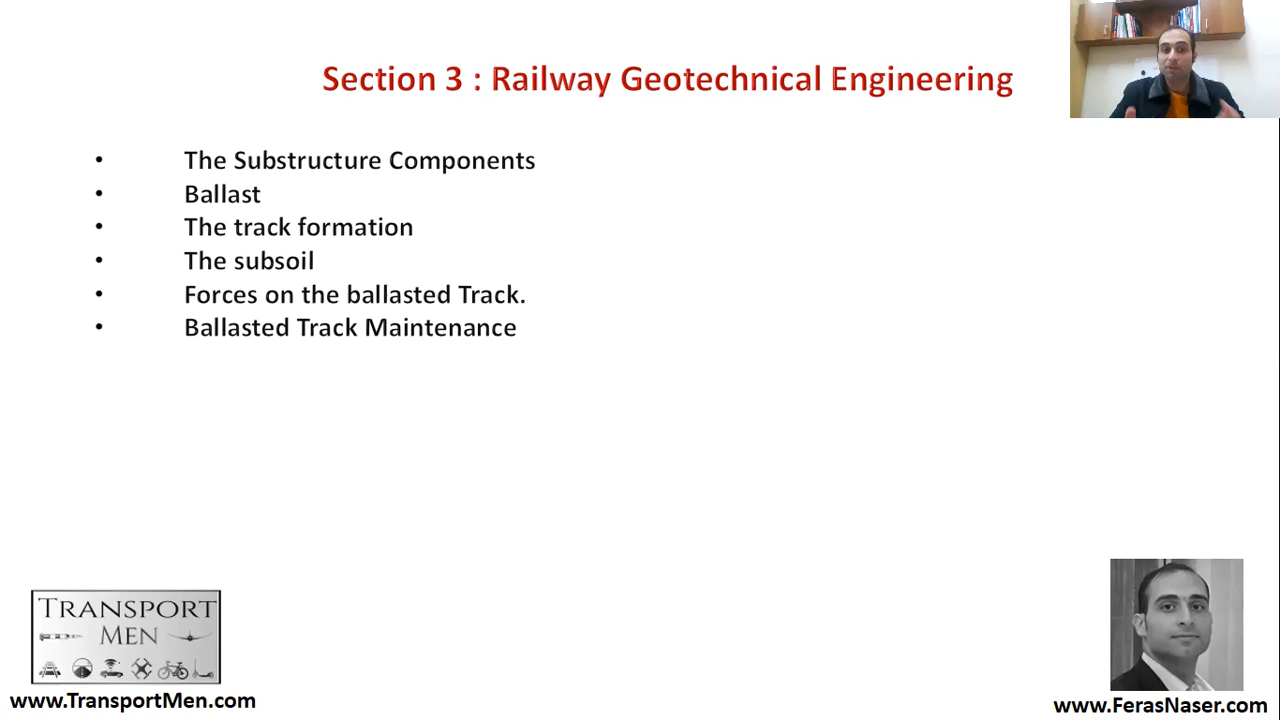 Section 3 : Railway Geotechnical Engineering
• The Substructure Components
• Ballast
• The track formation
• The subsoil
• Forces on the ballasted Track.
• Ballasted Track Maintenance
TRANSPORT
MEN
www.TransportMen.com
www.FerasNaser.com